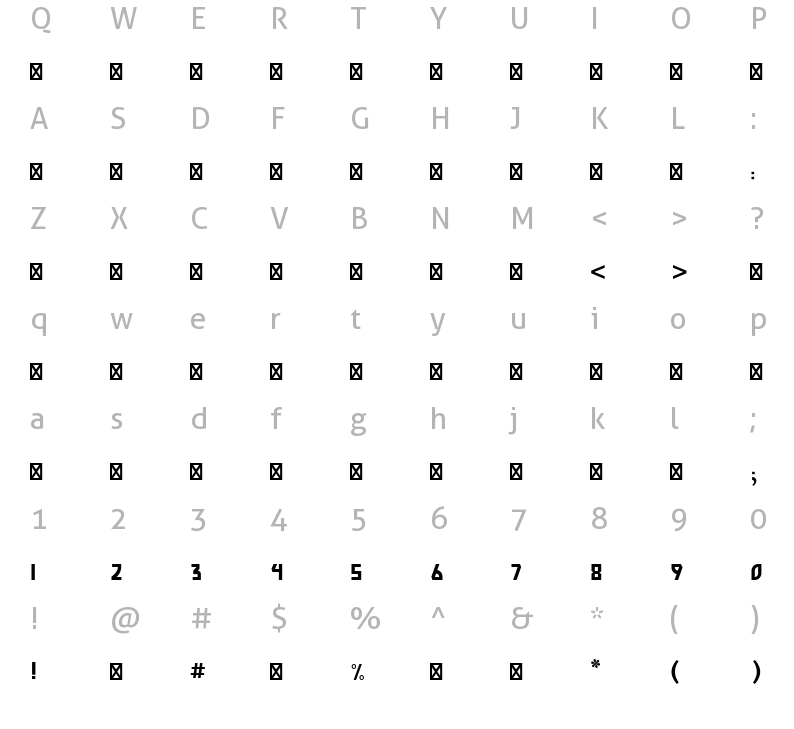 Q W E R T Y U I O P
A S D F G H J K L :
:
Z X C V B N M < > ?
< >
q w e r t y u i o p
a s d f g h j k l ;
;
1 2 3 4 5 6 7 8 9 0
1 2 3 4 5 6 7 8 9 0
! @ # $ % ^ & * ( )
! # % * ( )